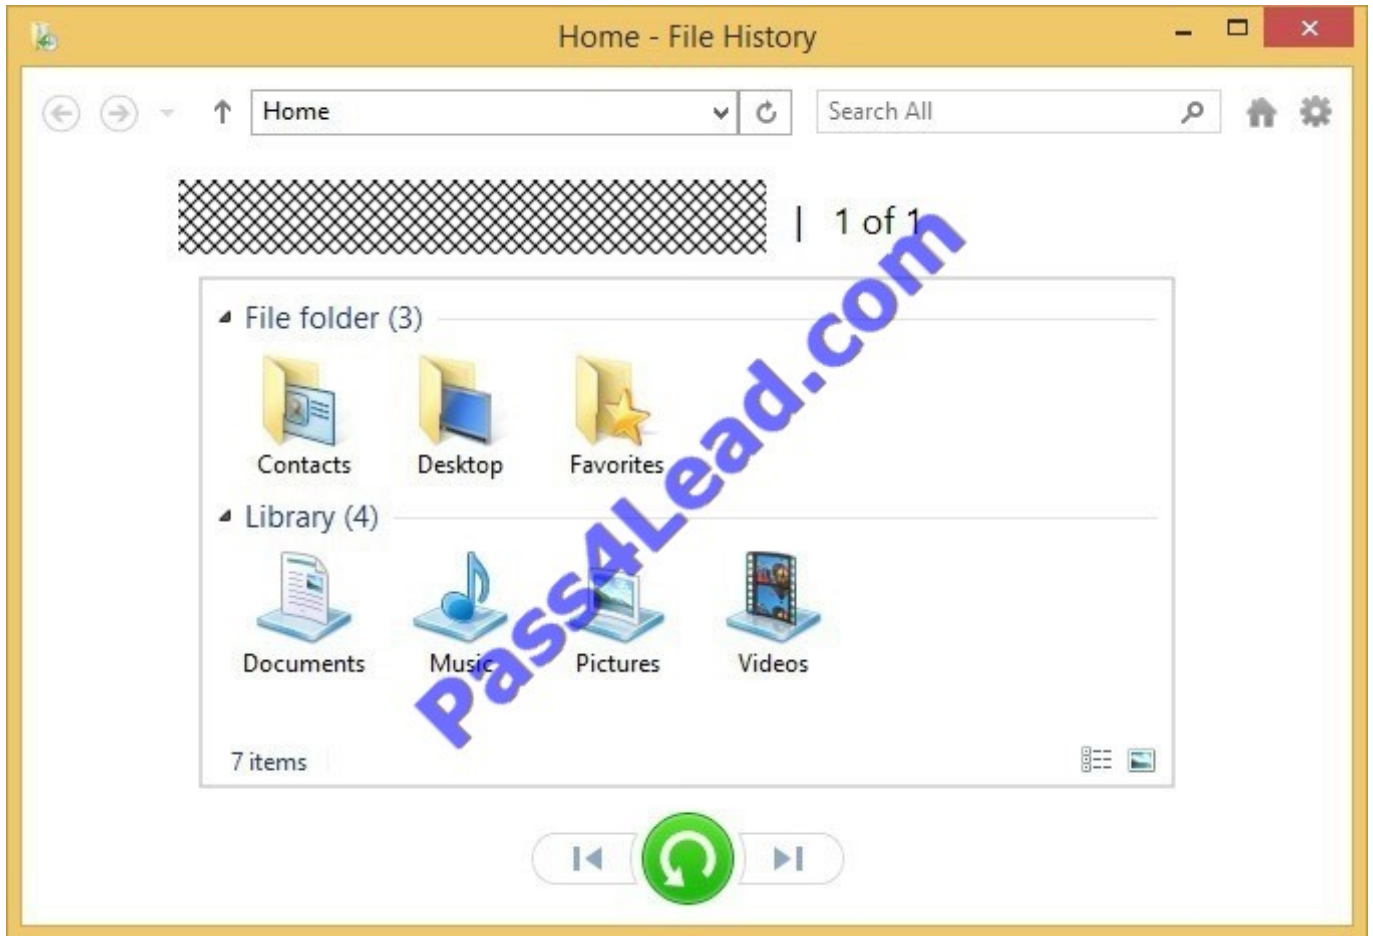 Home - File History
Home
Search All
| 1 of 1
File folder (3)
Contacts Desktop Favorites
Library (4)
Documents Music Pictures Videos
7 items
Pass4Lead.com